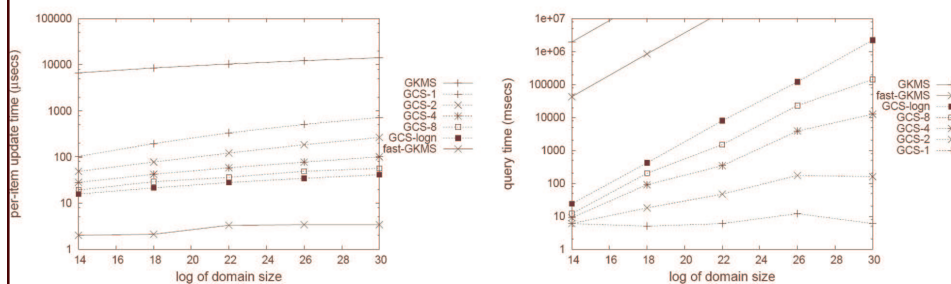 per-item update time (μsecs)
100000
10000
1000
100
10
1
14 16 18 20 22 24 26 28 30
log of domain size
GKMS
GCS-1
GCS-2
GCS-4
GCS-8
GCS-logn
fast-GKMS
query time (msecs)
1e+07
1e+06
100000
10000
1000
100
10
1
14 16 18 20 22 24 26 28 30
log of domain size
GKMS
fast-GKMS
GCS-logn
GCS-8
GCS-4
GCS-2
GCS-1